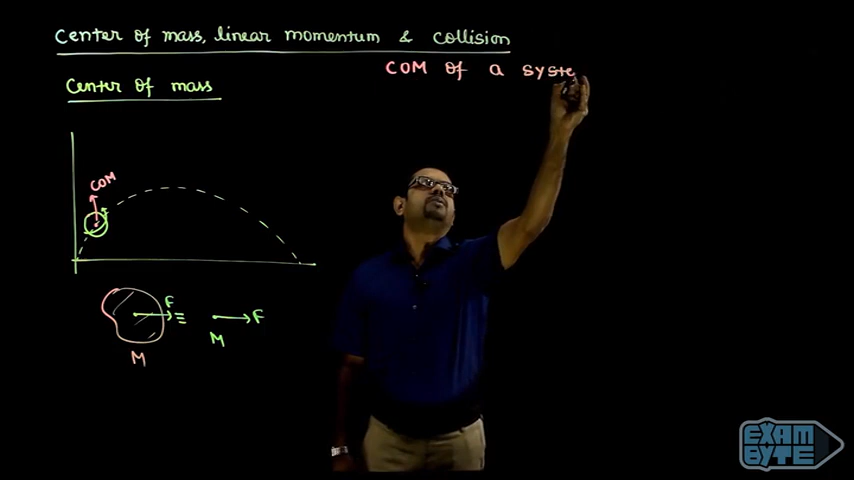 Center of mass, linear momentum & collision
Center of mass
COM of a syste
COM
F
≡
F
M
M
EXAM
BYTE